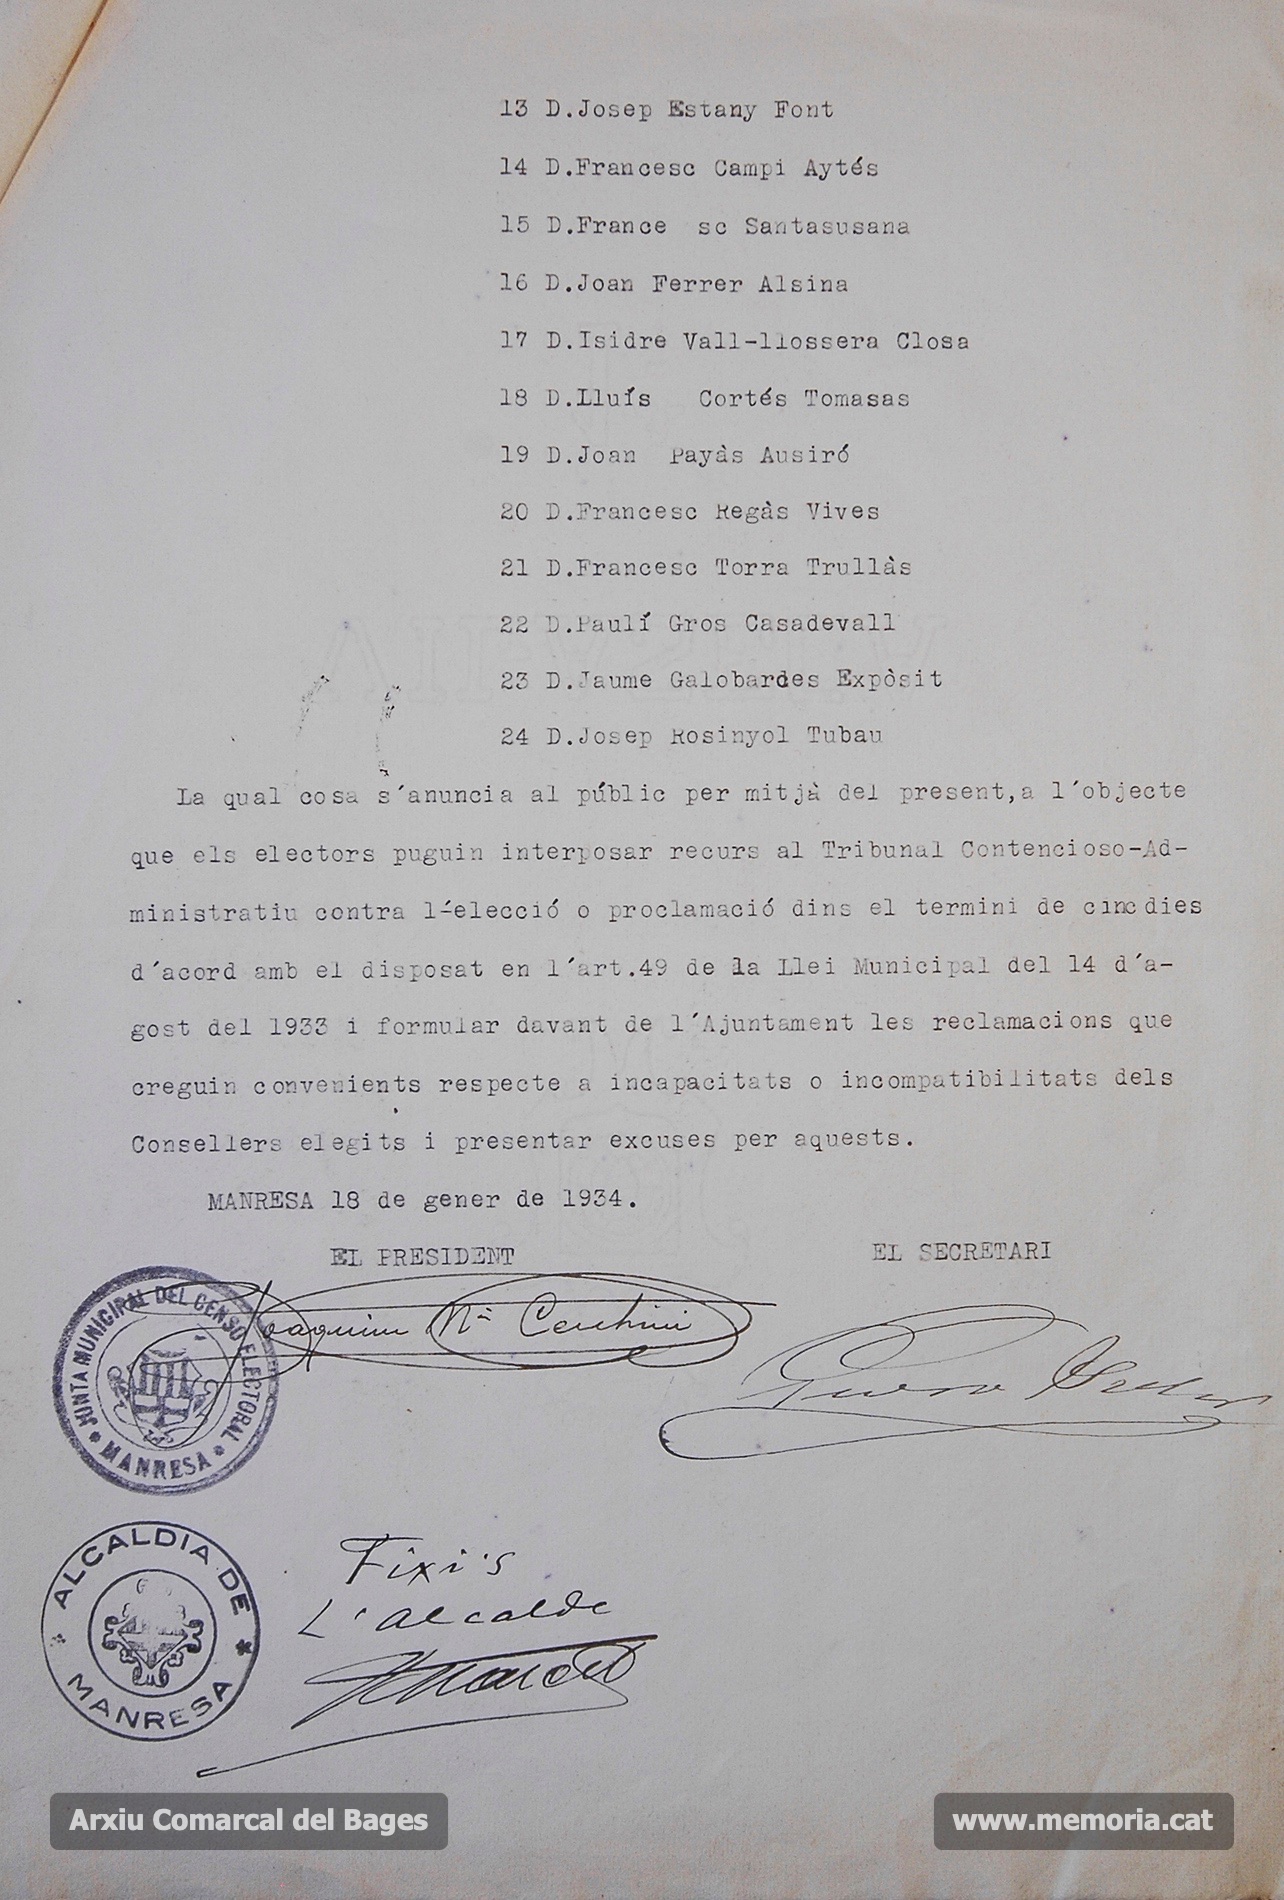 13 D.Josep Estany Font
14 D.Francesc Campi Aytés
15 D.France sc Santasusana
16 D.Joan Ferrer Alsina
17 D.Isidre Vall-llossera Closa
18 D.Lluís Cortés Tomasas
19 D.Joan Payàs Ausiró
20 D.Francesc Regàs Vives
21 D.Francesc Torra Trullàs
22 D.Paulí Gros Casadevall
23 D.Jaume Galobardes Expòsit
24 D.Josep Rosinyol Tubau
La qual cosa s´anuncia al públic per mitjà del present,a l´objecte
que els electors puguin interposar recurs al Tribunal Contencioso-Ad-
ministratiu contra l´elecció o proclamació dins el termini de cinc dies
d´acord amb el disposat en l´art.49 de la Llei Municipal del 14 d´a-
gost del 1933 i formular davant de l´Ajuntament les reclamacions que
creguin convenients respecte a incapacitats o incompatibilitats dels
Consellers elegits i presentar excuses per aquests.
MANRESA 18 de gener de 1934.
EL PRESIDENT
EL SECRETARI
JUNTA MUNICIPAL DEL CENSO ELECTORAL
MANRESA
Joaquim Mª
ALCALDIA DE
MANRESA
Fixi's
L'alcalde
Arxiu Comarcal del Bages
www.memoria.cat